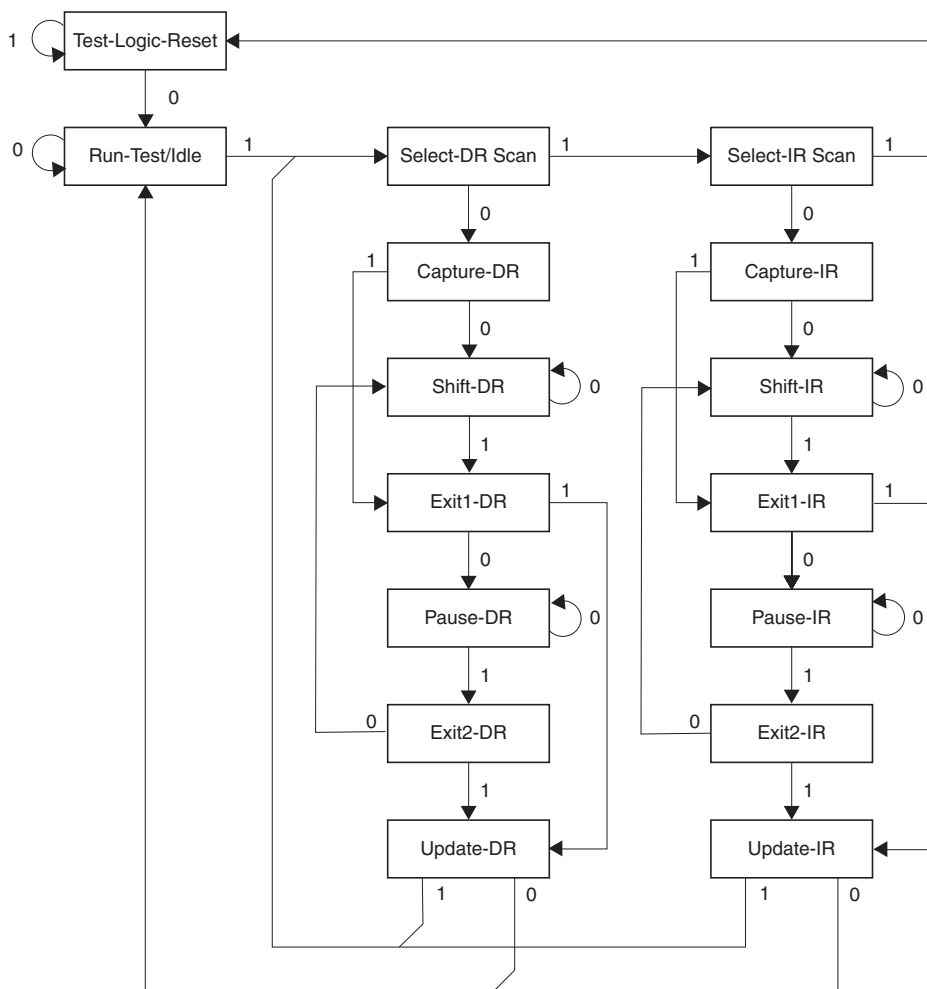 1 Test-Logic-Reset
0
0 Run-Test/Idle 1 Select-DR Scan 1 Select-IR Scan 1
0 0
1 Capture-DR 1 Capture-IR
0 0
Shift-DR 0 Shift-IR 0
1 1
Exit1-DR 1 Exit1-IR 1
0 0
Pause-DR 0 Pause-IR 0
1 1
0 Exit2-DR 0 Exit2-IR
1 1
Update-DR Update-IR
1 0 1 0